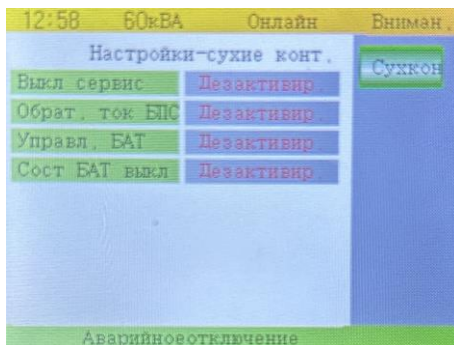 12:58 60кВА Онлайн Вниман.
Настройки-сухие конт.
Сухкон
Выкл сервис Дезактивир.
Обрат. ток БПС Дезактивир.
Управл. БАТ Дезактивир.
Сост БАТ выкл Дезактивир.
Аварийноеотключение